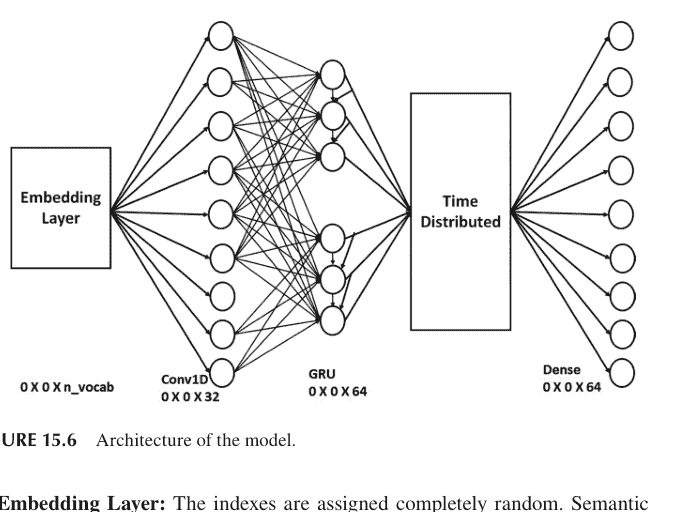 Embedding
Layer
Time
Distributed
0 X 0 X n_vocab
Conv1D
0 X 0 X 32
GRU
0 X 0 X 64
Dense
0 X 0 X 64
URE 15.6 Architecture of the model.
Embedding Layer: The indexes are assigned completely random. Semantic